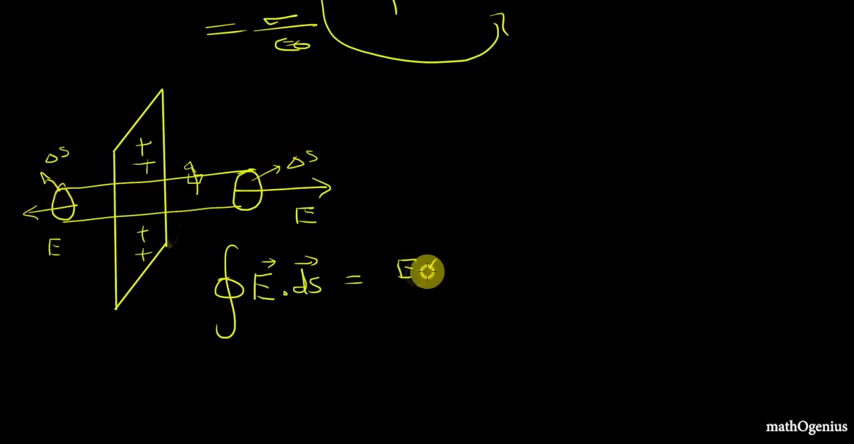 = σ/ε0
+
+
ΔS
ΔS
E
E
+
+
∮ E⃗ . ds⃗ = E
mathOgenius